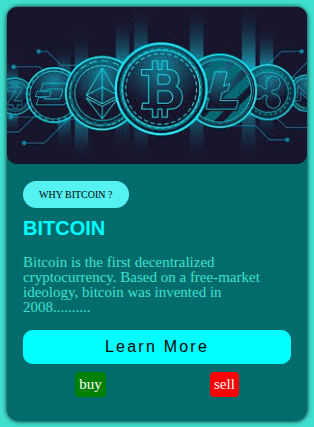 WHY BITCOIN ?
BITCOIN
Bitcoin is the first decentralized
cryptocurrency. Based on a free-market
ideology, bitcoin was invented in
2008..........
Learn More
buy sell